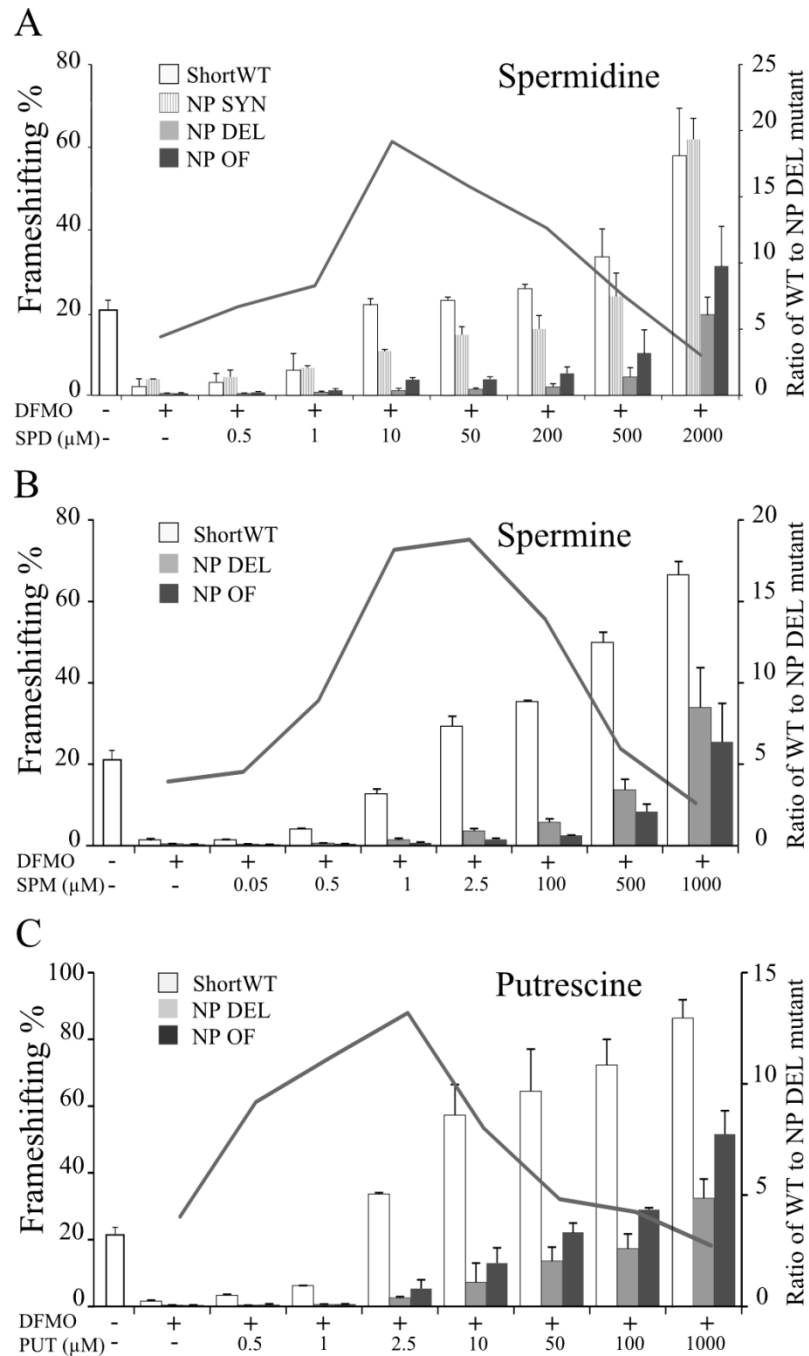 A
Spermidine
ShortWT
NP SYN
NP DEL
NP OF
Frameshifting %
80
60
40
20
0
Ratio of WT to NP DEL mutant
25
20
15
10
5
0
DFMO - + + + + + + + +
SPD (µM) - - 0.5 1 10 50 200 500 2000
B
Spermine
ShortWT
NP DEL
NP OF
Frameshifting %
80
60
40
20
0
Ratio of WT to NP DEL mutant
20
15
10
5
0
DFMO - + + + + + + + +
SPM (µM) - - 0.05 0.5 1 2.5 100 500 1000
C
Putrescine
ShortWT
NP DEL
NP OF
Frameshifting %
100
80
60
40
20
0
Ratio of WT to NP DEL mutant
15
10
5
0
DFMO - + + + + + + + +
PUT (µM) - - 0.5 1 2.5 10 50 100 1000